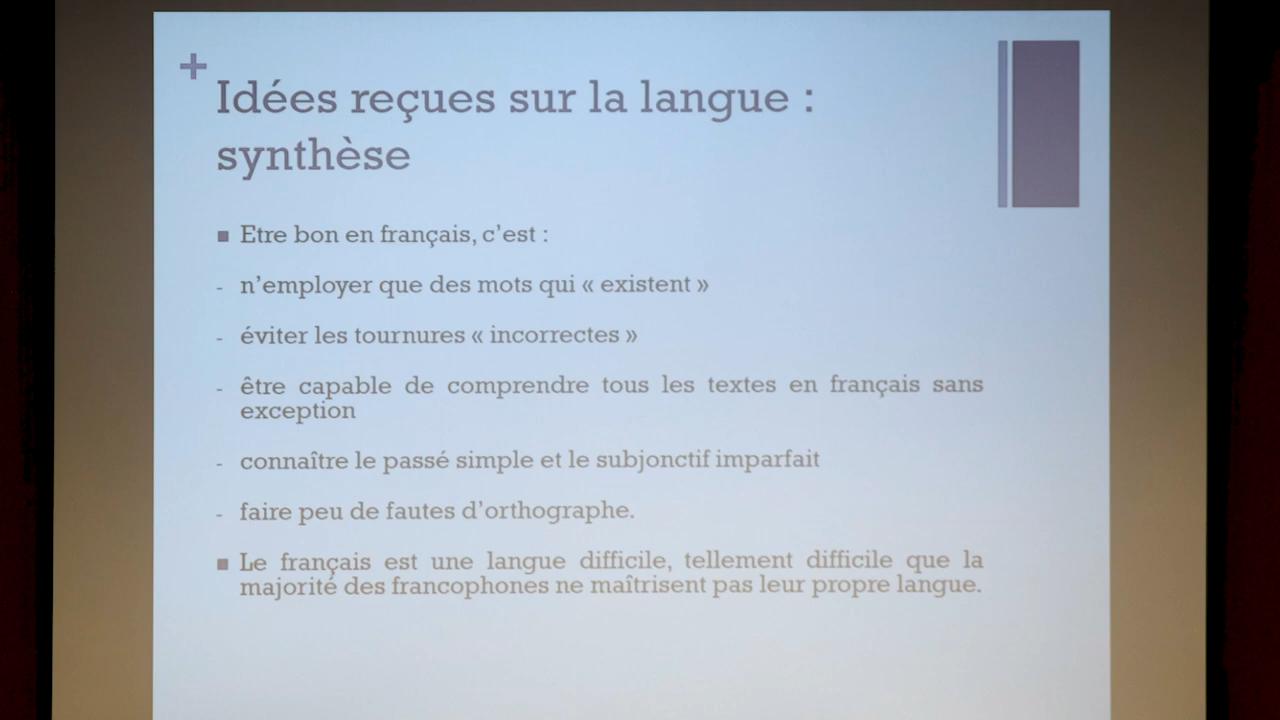 +
Idées reçues sur la langue :
synthèse
■ Etre bon en français, c’est :
- n’employer que des mots qui « existent »
- éviter les tournures « incorrectes »
- être capable de comprendre tous les textes en français sans
exception
- connaître le passé simple et le subjonctif imparfait
- faire peu de fautes d’orthographe.
■ Le français est une langue difficile, tellement difficile que la
majorité des francophones ne maîtrisent pas leur propre langue.